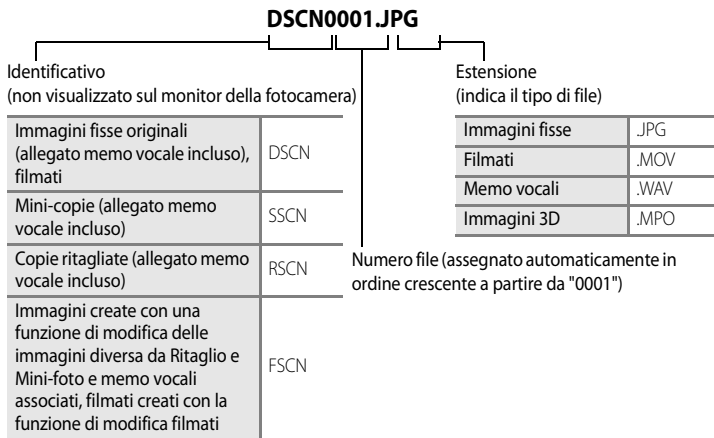 DSCN0001.JPG
Identificativo
(non visualizzato sul monitor della fotocamera)
Immagini fisse originali
(allegato memo vocale incluso),
filmati
DSCN
Mini-copie (allegato memo
vocale incluso)
SSCN
Copie ritagliate (allegato memo
vocale incluso)
RSCN
Immagini create con una
funzione di modifica delle
immagini diversa da Ritaglio e
Mini-foto e memo vocali
associati, filmati creati con la
funzione di modifica filmati
FSCN
Estensione
(indica il tipo di file)
Immagini fisse
.JPG
Filmati
.MOV
Memo vocali
.WAV
Immagini 3D
.MPO
Numero file (assegnato automaticamente in
ordine crescente a partire da "0001")